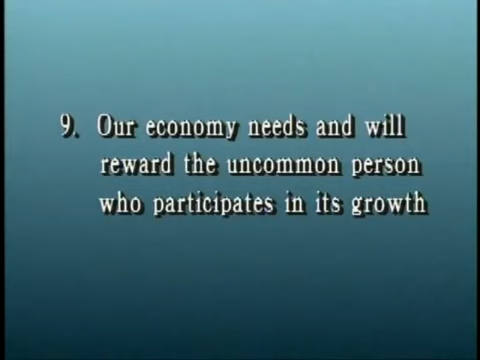 9. Our economy needs and will
reward the uncommon person
who participates in its growth